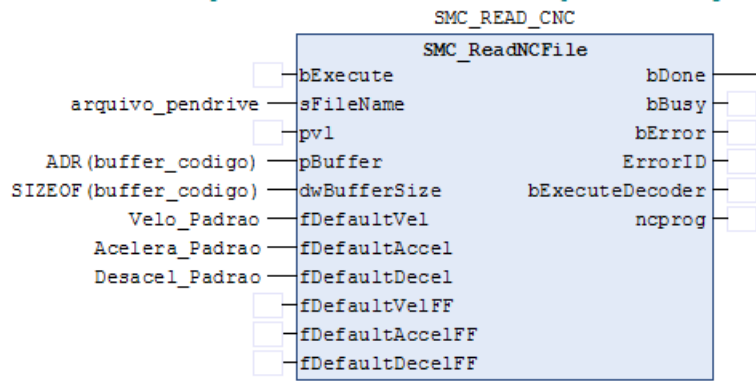 SMC_READ_CNC
SMC_ReadNCFile
bExecute bDone
arquivo_pendrive sFileName bBusy
pvl bError
ADR(buffer_codigo) pBuffer ErrorID
SIZEOF(buffer_codigo) dwBufferSize bExecuteDecoder
Velo_Padrao fDefaultVel ncprog
Acelera_Padrao fDefaultAccel
Desacel_Padrao fDefaultDecel
fDefaultVelFF
fDefaultAccelFF
fDefaultDecelFF